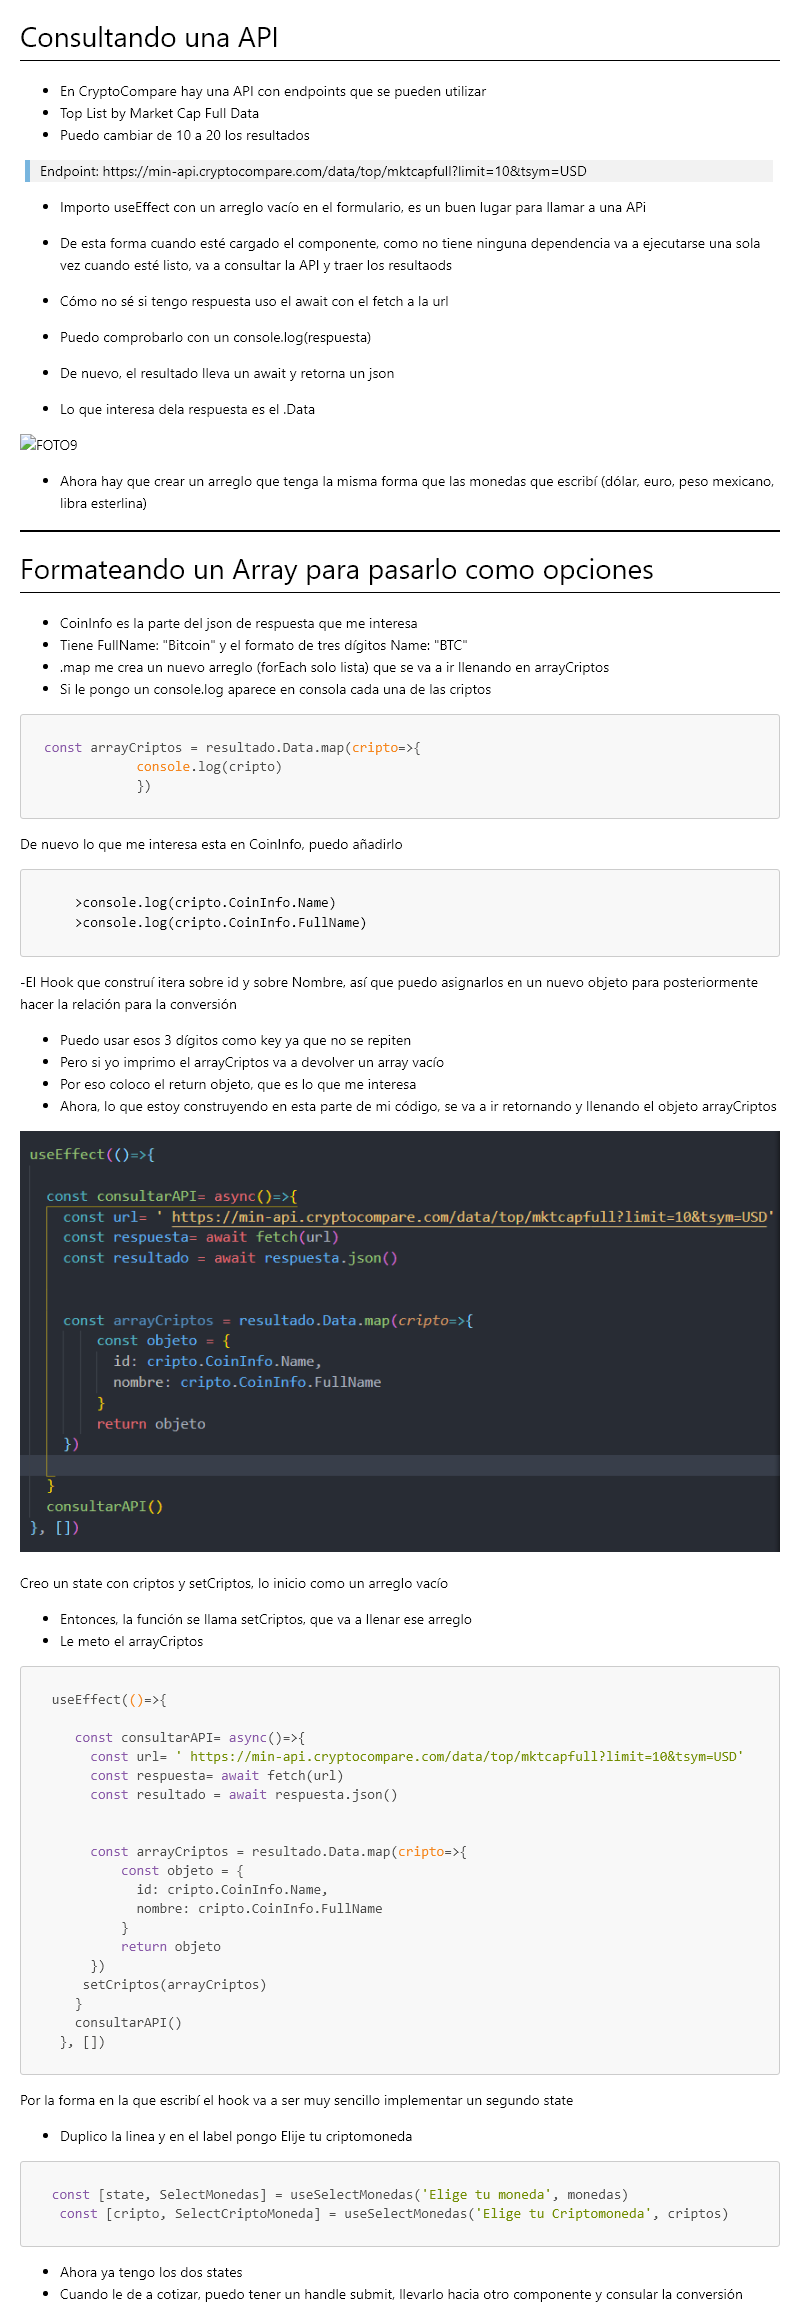 Consultando una API
En CryptoCompare hay una API con endpoints que se pueden utilizar
Top List by Market Cap Full Data
Puedo cambiar de 10 a 20 los resultados
Endpoint: https://min-api.cryptocompare.com/data/top/mktcapfull?limit=10&tsym=USD
Importo useEffect con un arreglo vacío en el formulario, es un buen lugar para llamar a una APi
De esta forma cuando esté cargado el componente, como no tiene ninguna dependencia va a ejecutarse una sola
vez cuando esté listo, va a consultar la API y traer los resultaods
Cómo no sé si tengo respuesta uso el await con el fetch a la url
Puedo comprobarlo con un console.log(respuesta)
De nuevo, el resultado lleva un await y retorna un json
Lo que interesa dela respuesta es el .Data
FOTO9
Ahora hay que crear un arreglo que tenga la misma forma que las monedas que escribí (dólar, euro, peso mexicano,
libra esterlina)
Formateando un Array para pasarlo como opciones
CoinInfo es la parte del json de respuesta que me interesa
Tiene FullName: "Bitcoin" y el formato de tres dígitos Name: "BTC"
.map me crea un nuevo arreglo (forEach solo lista) que se va a ir llenando en arrayCriptos
Si le pongo un console.log aparece en consola cada una de las criptos
const arrayCriptos = resultado.Data.map(cripto=>{
console.log(cripto)
})
De nuevo lo que me interesa esta en CoinInfo, puedo añadirlo
>console.log(cripto.CoinInfo.Name)
>console.log(cripto.CoinInfo.FullName)
-El Hook que construí itera sobre id y sobre Nombre, así que puedo asignarlos en un nuevo objeto para posteriormente
hacer la relación para la conversión
Puedo usar esos 3 dígitos como key ya que no se repiten
Pero si yo imprimo el arrayCriptos va a devolver un array vacío
Por eso coloco el return objeto, que es lo que me interesa
Ahora, lo que estoy construyendo en esta parte de mi código, se va a ir retornando y llenando el objeto arrayCriptos
useEffect(()=>{
const consultarAPI= async()=>{
const url= ' https://min-api.cryptocompare.com/data/top/mktcapfull?limit=10&tsym=USD'
const respuesta= await fetch(url)
const resultado = await respuesta.json()
const arrayCriptos = resultado.Data.map(cripto=>{
const objeto = {
id: cripto.CoinInfo.Name,
nombre: cripto.CoinInfo.FullName
}
return objeto
})
}
consultarAPI()
}, [])
Creo un state con criptos y setCriptos, lo inicio como un arreglo vacío
Entonces, la función se llama setCriptos, que va a llenar ese arreglo
Le meto el arrayCriptos
useEffect(()=>{
const consultarAPI= async()=>{
const url= ' https://min-api.cryptocompare.com/data/top/mktcapfull?limit=10&tsym=USD'
const respuesta= await fetch(url)
const resultado = await respuesta.json()
const arrayCriptos = resultado.Data.map(cripto=>{
const objeto = {
id: cripto.CoinInfo.Name,
nombre: cripto.CoinInfo.FullName
}
return objeto
})
setCriptos(arrayCriptos)
}
consultarAPI()
}, [])
Por la forma en la que escribí el hook va a ser muy sencillo implementar un segundo state
Duplico la linea y en el label pongo Elije tu criptomoneda
const [state, SelectMonedas] = useSelectMonedas('Elige tu moneda', monedas)
const [cripto, SelectCriptoMoneda] = useSelectMonedas('Elige tu Criptomoneda', criptos)
Ahora ya tengo los dos states
Cuando le de a cotizar, puedo tener un handle submit, llevarlo hacia otro componente y consular la conversión